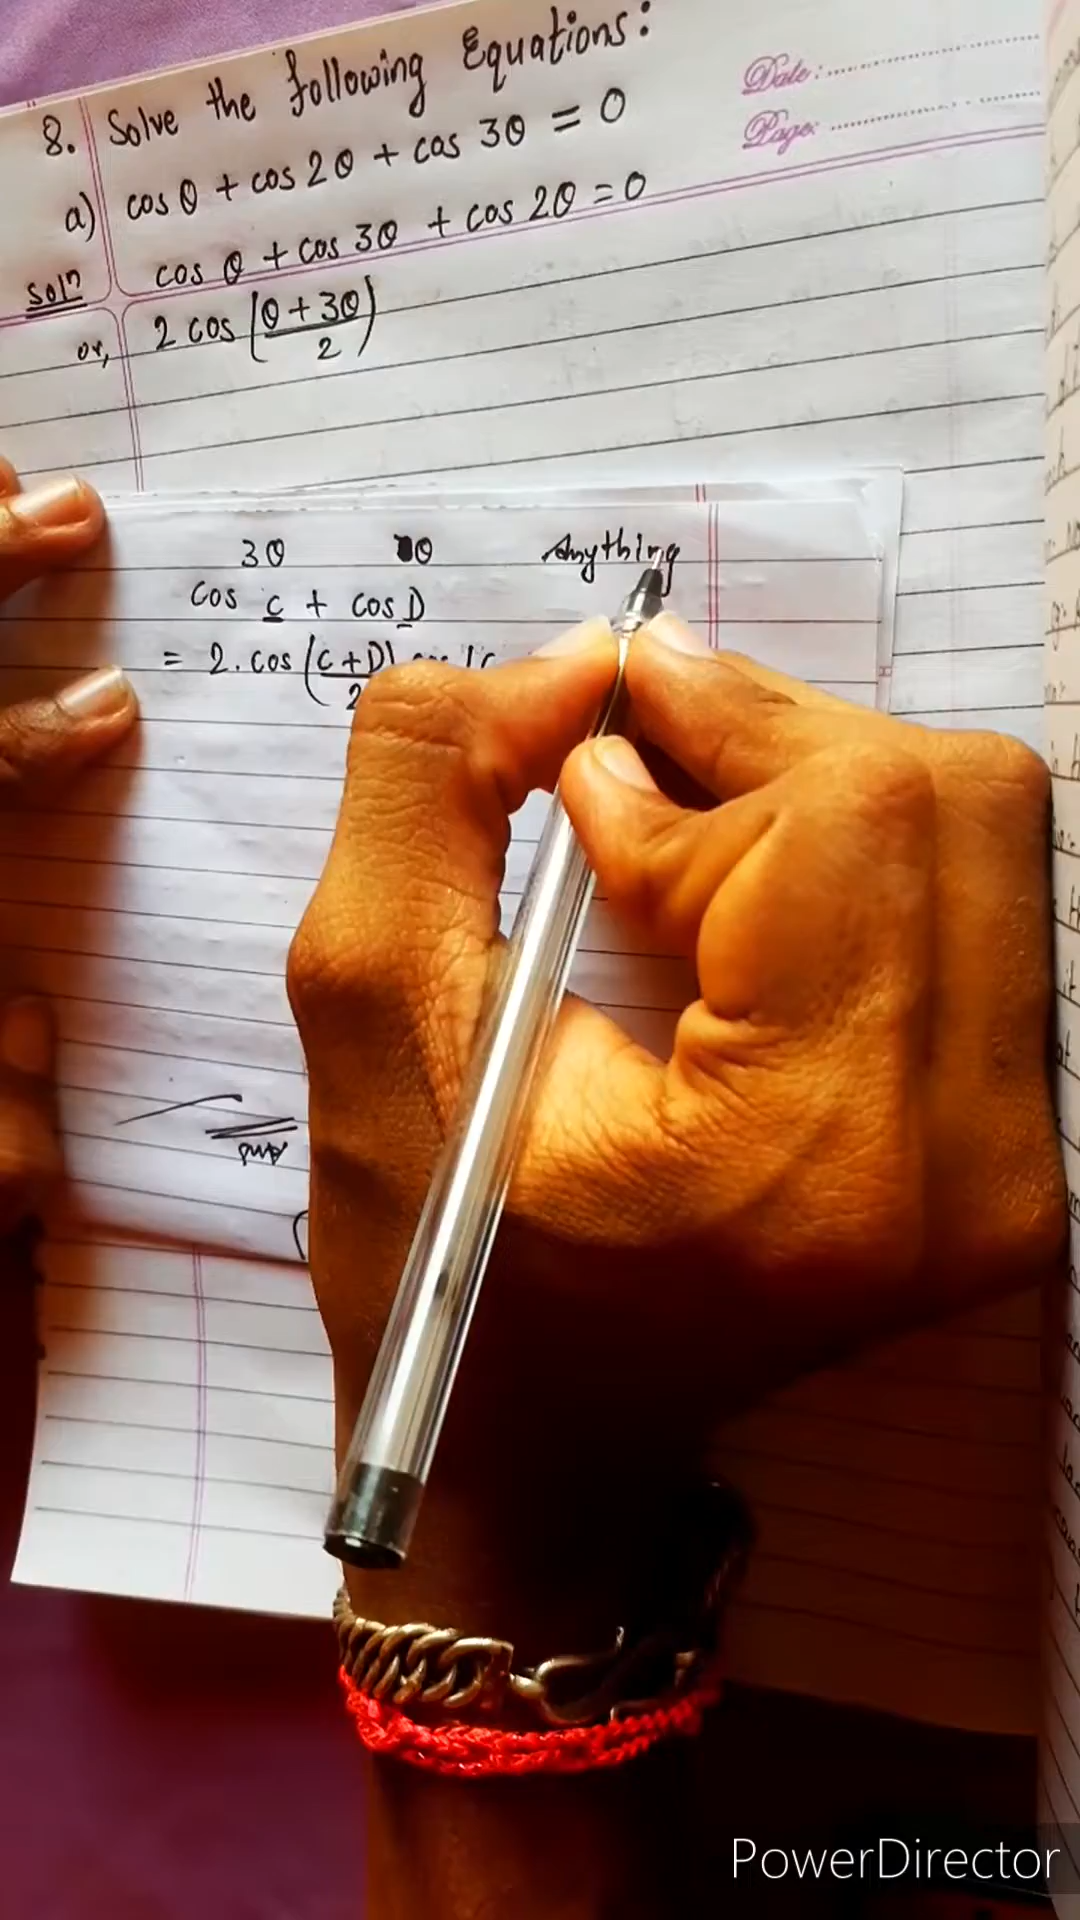 8. Solve the following Equations:
Date:
Page:
a) cos θ + cos 2θ + cos 3θ = 0
Solⁿ cos θ + cos 3θ + cos 2θ = 0
or, 2 cos (θ + 3θ / 2)
3θ θ Anything
cos C + cos D
= 2. cos (C + D / 2)
PowerDirector